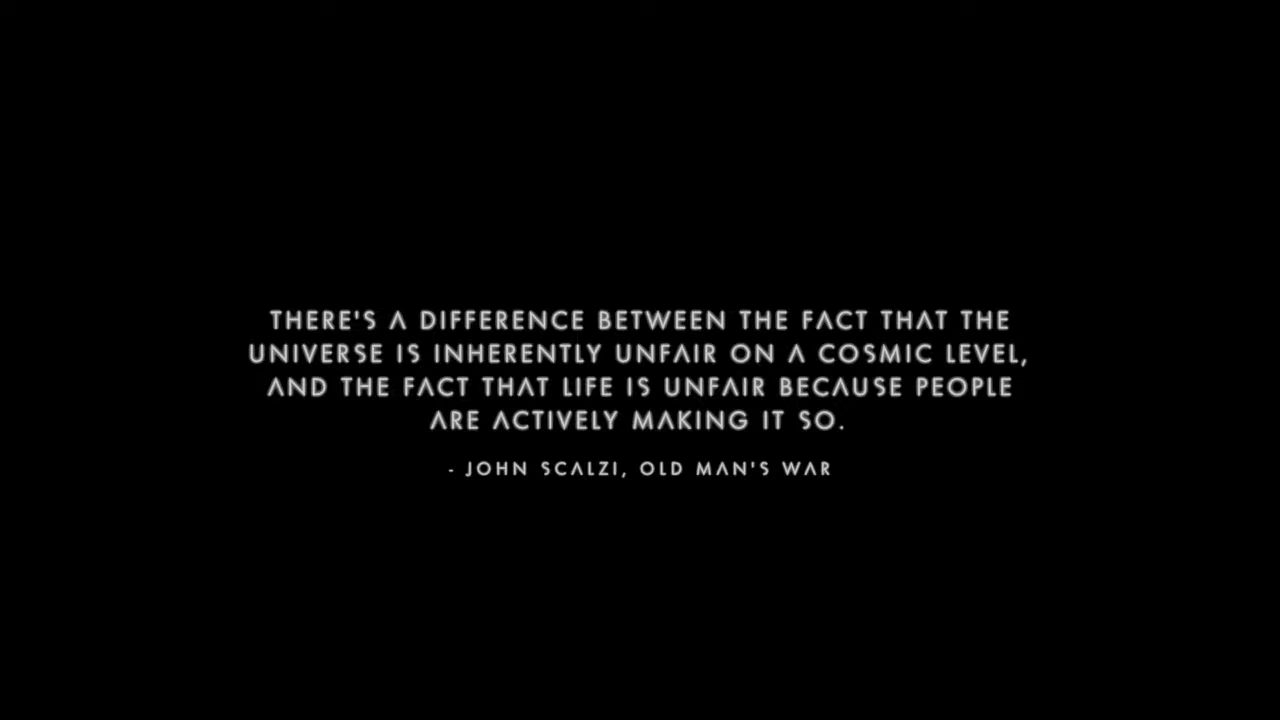 THERE'S A DIFFERENCE BETWEEN THE FACT THAT THE
UNIVERSE IS INHERENTLY UNFAIR ON A COSMIC LEVEL,
AND THE FACT THAT LIFE IS UNFAIR BECAUSE PEOPLE
ARE ACTIVELY MAKING IT SO.
- JOHN SCALZI, OLD MAN'S WAR